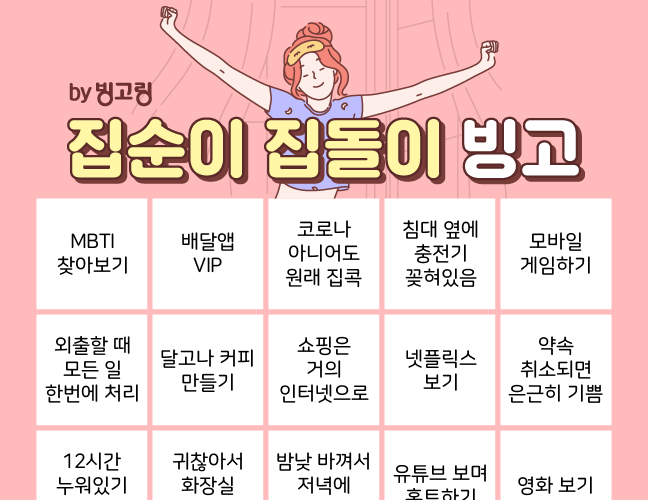 by 빙고링
집순이 집돌이 빙고
MBTI
찾아보기
배달앱
VIP
코로나
아니어도
원래 집콕
침대 옆에
충전기
꽂혀있음
모바일
게임하기
외출할 때
모든 일
한번에 처리
달고나 커피
만들기
쇼핑은
거의
인터넷으로
넷플릭스
보기
약속
취소되면
은근히 기쁨
12시간
누워있기
귀찮아서
화장실
밤낮 바껴서
저녁에
유튜브 보며
홈트하기
영화 보기